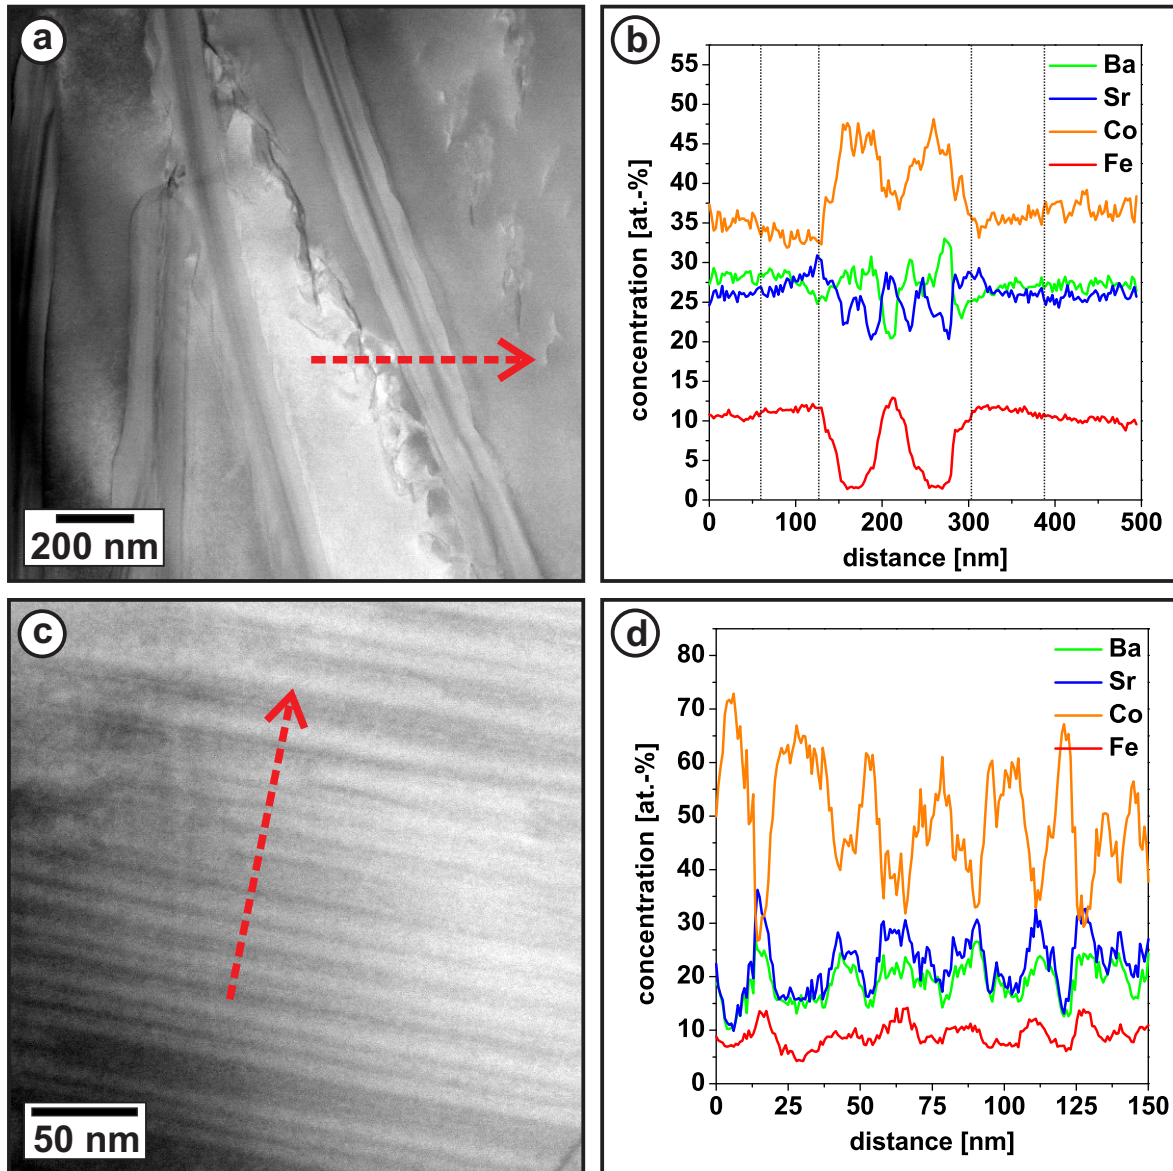 a
200 nm
b
Ba
Sr
Co
Fe
concentration [at.-%]
55
50
45
40
35
30
25
20
15
10
5
0
0 100 200 300 400 500
distance [nm]
c
50 nm
d
Ba
Sr
Co
Fe
concentration [at.-%]
80
70
60
50
40
30
20
10
0
0 25 50 75 100 125 150
distance [nm]